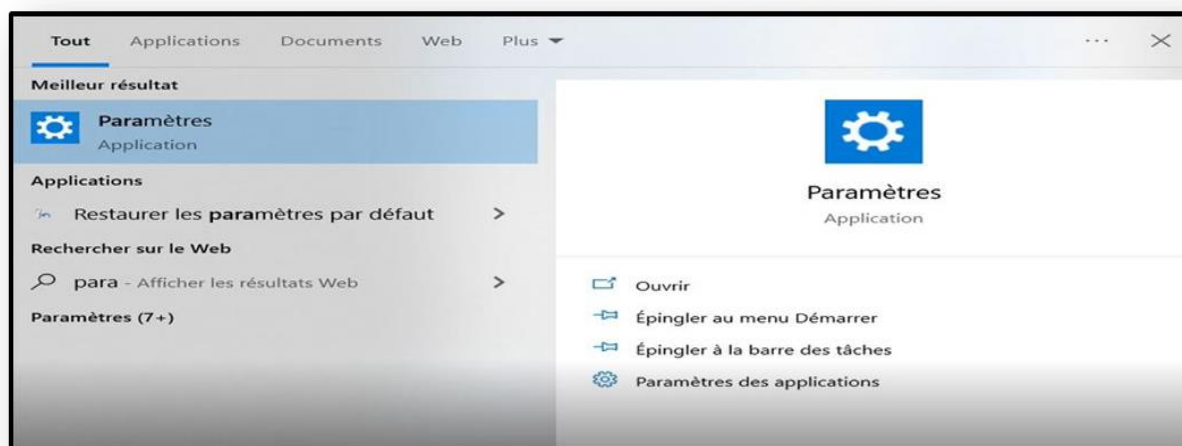 Tout Applications Documents Web Plus
Meilleur résultat
Paramètres
Application
Applications
Restaurer les paramètres par défaut
Rechercher sur le Web
para - Afficher les résultats Web
Paramètres (7+)
Paramètres
Application
Ouvrir
Épingler au menu Démarrer
Épingler à la barre des tâches
Paramètres des applications